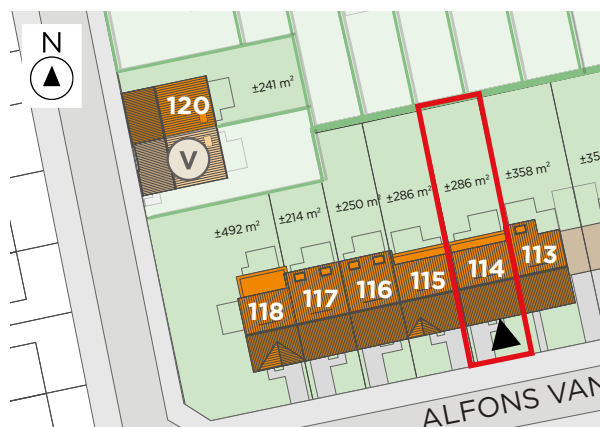 N
120
±241 m²
V
±492 m²
±214 m²
±250 m²
±286 m²
±286 m²
±358 m²
118
117
116
115
114
113
ALFONS VAN